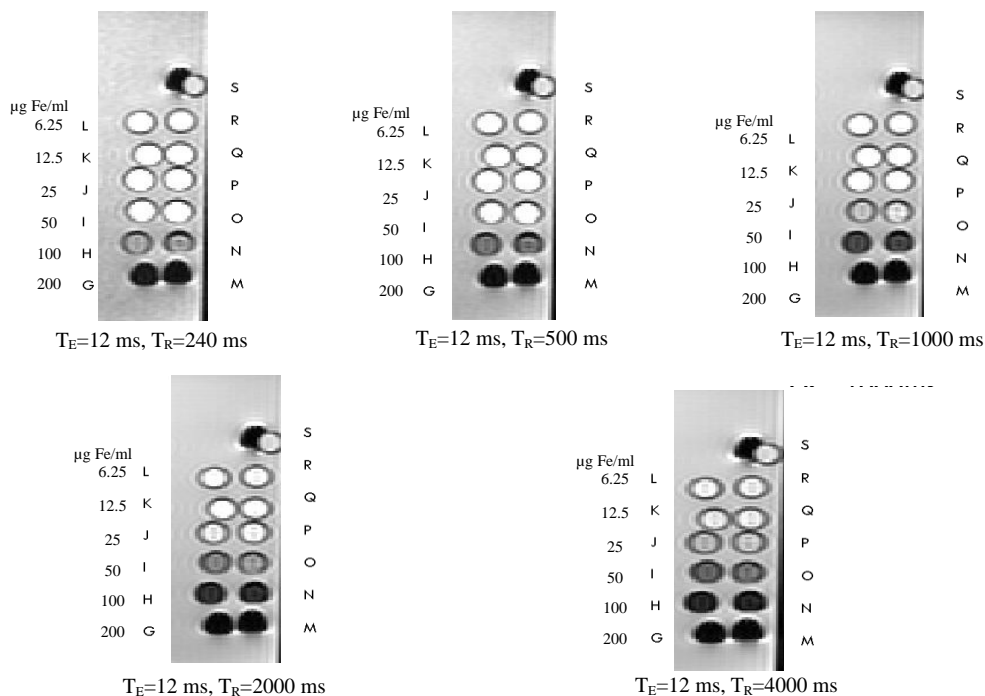 S
µg Fe/ml
6.25 L R
12.5 K Q
25 J P
50 I O
100 H N
200 G M
T_E=12 ms, T_R=240 ms
S
µg Fe/ml
6.25 L R
12.5 K Q
25 J P
50 I O
100 H N
200 G M
T_E=12 ms, T_R=500 ms
S
µg Fe/ml
6.25 L R
12.5 K Q
25 J P
50 I O
100 H N
200 G M
T_E=12 ms, T_R=1000 ms
S
µg Fe/ml
6.25 L R
12.5 K Q
25 J P
50 I O
100 H N
200 G M
T_E=12 ms, T_R=2000 ms
S
µg Fe/ml
6.25 L R
12.5 K Q
25 J P
50 I O
100 H N
200 G M
T_E=12 ms, T_R=4000 ms